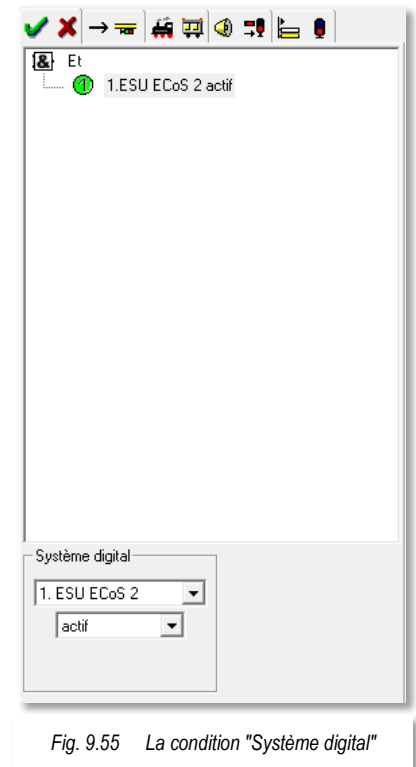 & Et
1 1.ESU ECoS 2 actif
Système digital
1. ESU ECoS 2
actif
Fig. 9.55 La condition "Système digital"